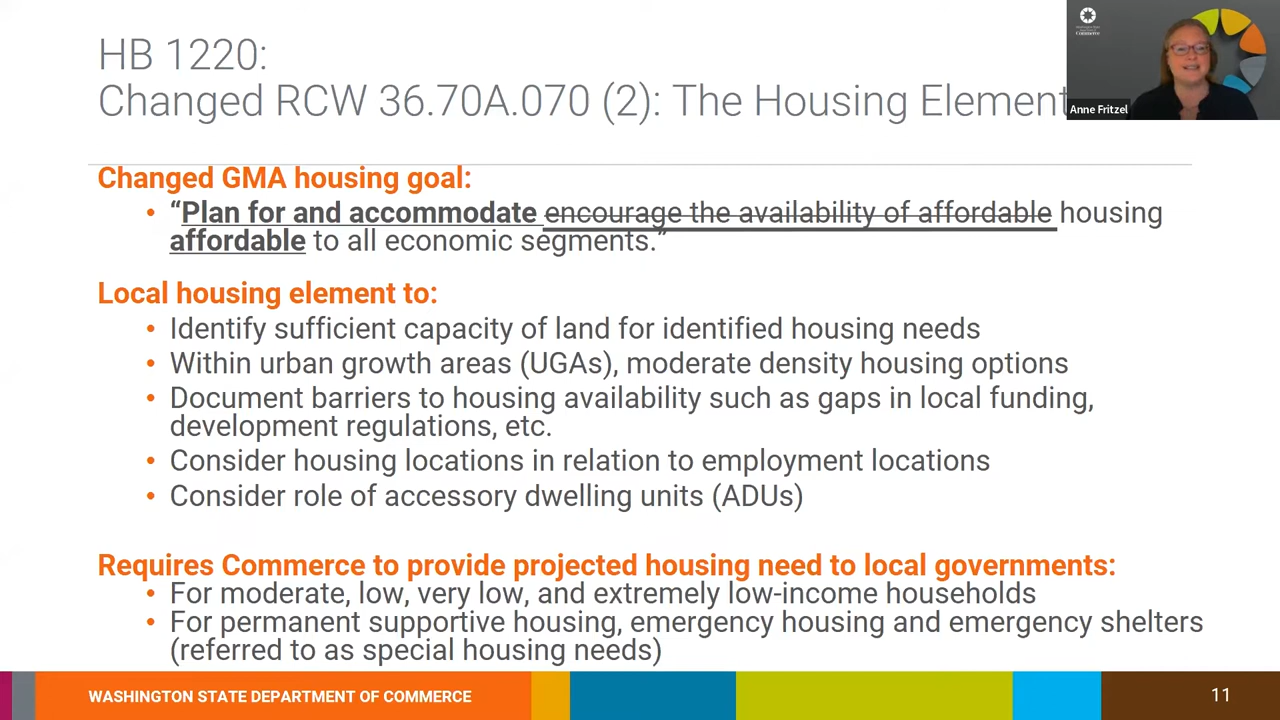 HB 1220:
Changed RCW 36.70A.070 (2): The Housing Element
Commerce
Anne Fritzel
Changed GMA housing goal:
• “Plan for and accommodate encourage the availability of affordable housing
affordable to all economic segments.”
Local housing element to:
• Identify sufficient capacity of land for identified housing needs
• Within urban growth areas (UGAs), moderate density housing options
• Document barriers to housing availability such as gaps in local funding,
development regulations, etc.
• Consider housing locations in relation to employment locations
• Consider role of accessory dwelling units (ADUs)
Requires Commerce to provide projected housing need to local governments:
• For moderate, low, very low, and extremely low-income households
• For permanent supportive housing, emergency housing and emergency shelters
(referred to as special housing needs)
WASHINGTON STATE DEPARTMENT OF COMMERCE
11